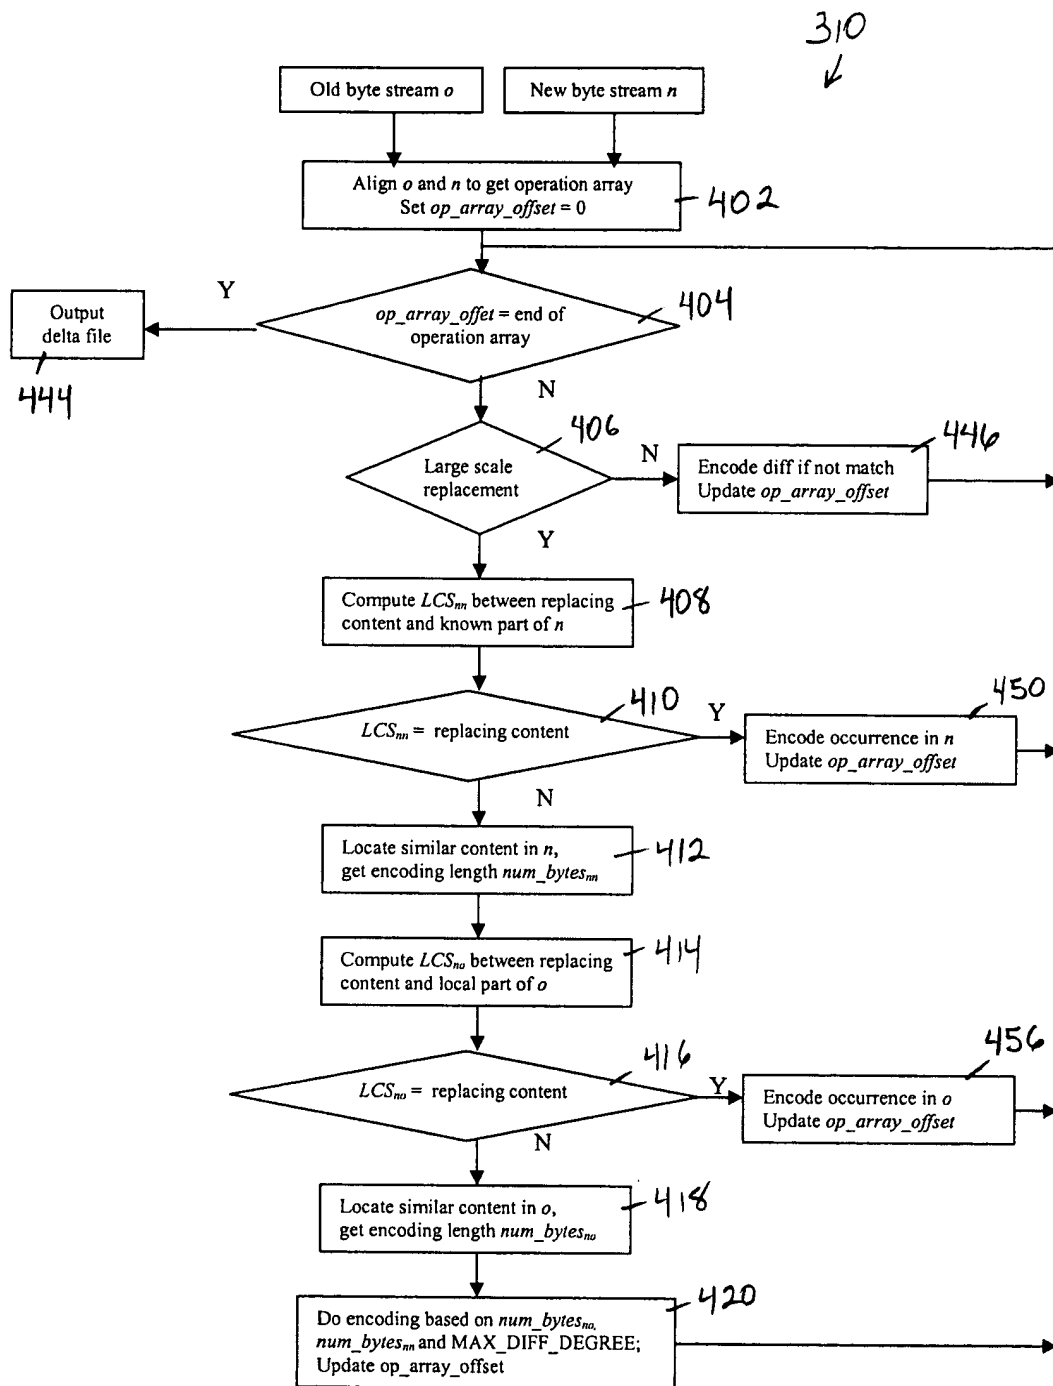 310
Old byte stream o
New byte stream n
Align o and n to get operation array
Set op_array_offset = 0
402
Y
Output
delta file
444
op_array_offet = end of
operation array
404
N
406
Large scale
replacement
N
Encode diff if not match
Update op_array_offset
446
Y
Compute LCSnn between replacing
content and known part of n
408
410
LCSnn = replacing content
Y
450
Encode occurrence in n
Update op_array_offset
N
Locate similar content in n,
get encoding length num_bytesnn
412
Compute LCSno between replacing
content and local part of o
414
416
LCSno = replacing content
Y
456
Encode occurrence in o
Update op_array_offset
N
Locate similar content in o,
get encoding length num_bytesno
418
Do encoding based on num_bytesno,
num_bytesnn and MAX_DIFF_DEGREE;
Update op_array_offset
420